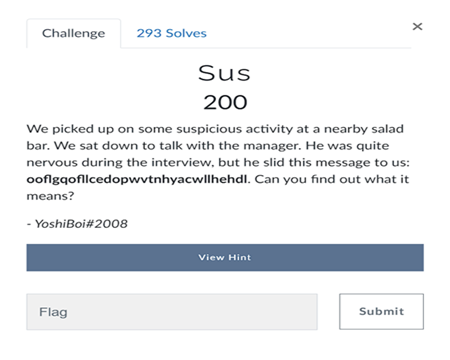 ×
Challenge 293 Solves
Sus
200
We picked up on some suspicious activity at a nearby salad
bar. We sat down to talk with the manager. He was quite
nervous during the interview, but he slid this message to us:
ooflgqofllcedopwvtnhyacwllhehdl. Can you find out what it
means?
- YoshiBoi#2008
View Hint
Flag Submit